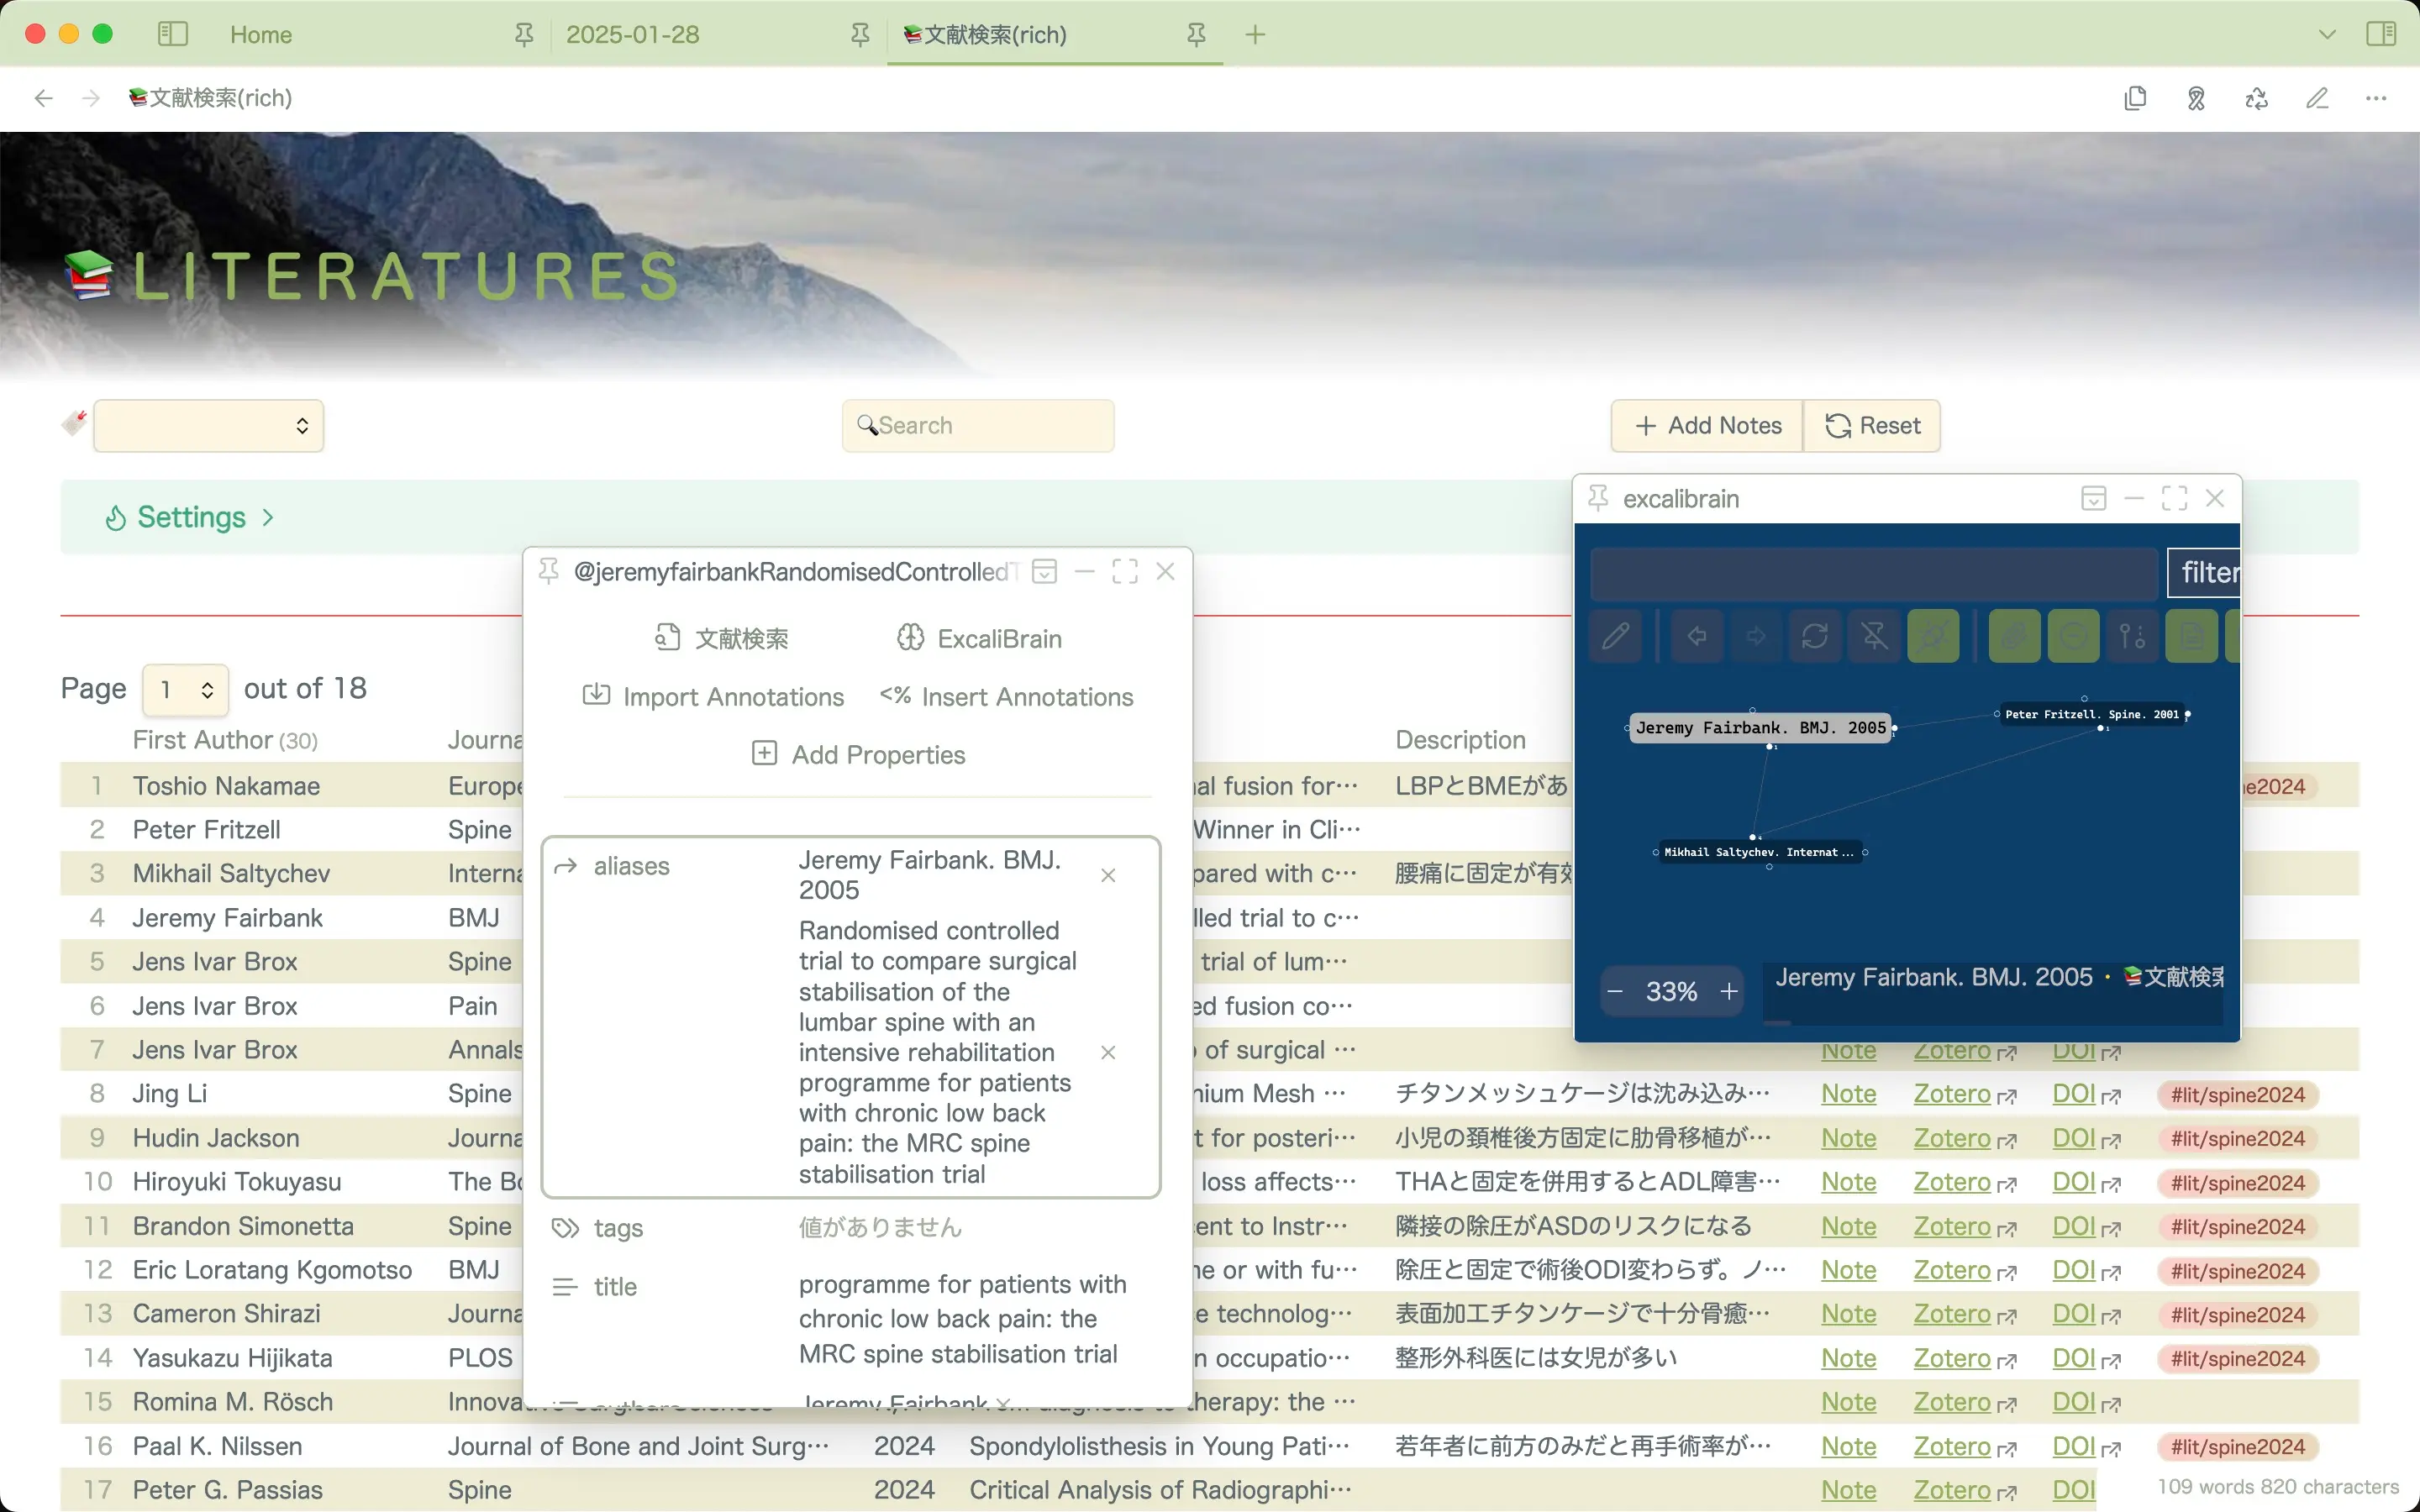 Home
2025-01-28
📚文献検索(rich)
📚文献検索(rich)
📚LITERATURES
🔍Search
Add Notes
Reset
Settings
Page 1 out of 18
First Author (30) Journa Description
1 Toshio Nakamae Europe al fusion for… LBPとBMEがあ ne2024
2 Peter Fritzell Spine Winner in Cli…
3 Mikhail Saltychev Interna pared with c… 腰痛に固定が有効
4 Jeremy Fairbank BMJ lled trial to c…
5 Jens Ivar Brox Spine trial of lum…
6 Jens Ivar Brox Pain ed fusion co…
7 Jens Ivar Brox Annals of surgical … Note Zotero DOI
8 Jing Li Spine nium Mesh … チタンメッシュケージは沈み込み… Note Zotero DOI #lit/spine2024
9 Hudin Jackson Journa t for posteri… 小児の頚椎後方固定に肋骨移植が… Note Zotero DOI #lit/spine2024
10 Hiroyuki Tokuyasu The Bo loss affects… THAと固定を併用するとADL障害… Note Zotero DOI #lit/spine2024
11 Brandon Simonetta Spine cent to Instr… 隣接の除圧がASDのリスクになる Note Zotero DOI #lit/spine2024
12 Eric Loratang Kgomotso BMJ ne or with fu… 除圧と固定で術後ODI変わらず。ノ… Note Zotero DOI #lit/spine2024
13 Cameron Shirazi Journa e technolog… 表面加工チタンケージで十分骨癒… Note Zotero DOI #lit/spine2024
14 Yasukazu Hijikata PLOS n occupatio… 整形外科医には女児が多い Note Zotero DOI #lit/spine2024
15 Romina M. Rösch Innova therapy: the … Note Zotero DOI
16 Paal K. Nilssen Journal of Bone and Joint Surg… 2024 Spondylolisthesis in Young Pati… 若年者に前方のみだと再手術率が… Note Zotero DOI #lit/spine2024
17 Peter G. Passias Spine 2024 Critical Analysis of Radiographi… Note Zotero DOI
109 words 820 characters
@jeremyfairbankRandomisedControlledT
文献検索
ExcaliBrain
Import Annotations
<% Insert Annotations
Add Properties
aliases
Jeremy Fairbank. BMJ.
2005
Randomised controlled
trial to compare surgical
stabilisation of the
lumbar spine with an
intensive rehabilitation
programme for patients
with chronic low back
pain: the MRC spine
stabilisation trial
tags
値がありません
title
programme for patients with
chronic low back pain: the
MRC spine stabilisation trial
Jeremy Fairbank
excalibrain
filter
Jeremy Fairbank. BMJ. 2005
Peter Fritzell. Spine. 2001
Mikhail Saltychev. Internat...
33%
Jeremy Fairbank. BMJ. 2005 · 📚文献検索